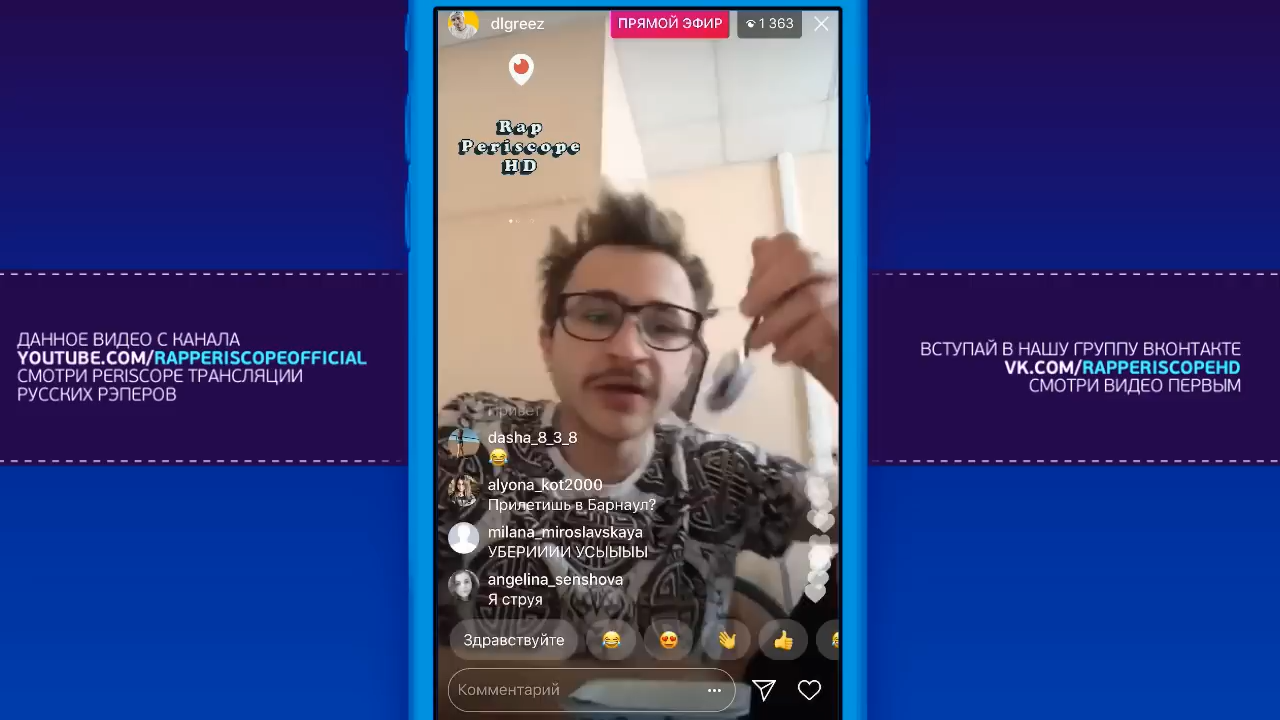 dlgreez
ПРЯМОЙ ЭФИР
1 363
Rap
Periscope
HD
ДАННОЕ ВИДЕО С КАНАЛА
YOUTUBE.COM/RAPPERISCOPEOFFICIAL
СМОТРИ PERISCOPE ТРАНСЛЯЦИИ
РУССКИХ РЭПЕРОВ
ВСТУПАЙ В НАШУ ГРУППУ ВКОНТАКТЕ
VK.COM/RAPPERISCOPEHD
СМОТРИ ВИДЕО ПЕРВЫМ
Привет
dasha_8_3_8
😂
alyona_kot2000
Прилетишь в Барнаул?
milana_miroslavskaya
УБЕРИИИИ УСЫЫЫЫ
angelina_senshova
Я струя
Здравствуйте 😂 😍 👋 👍 😂
Комментарий